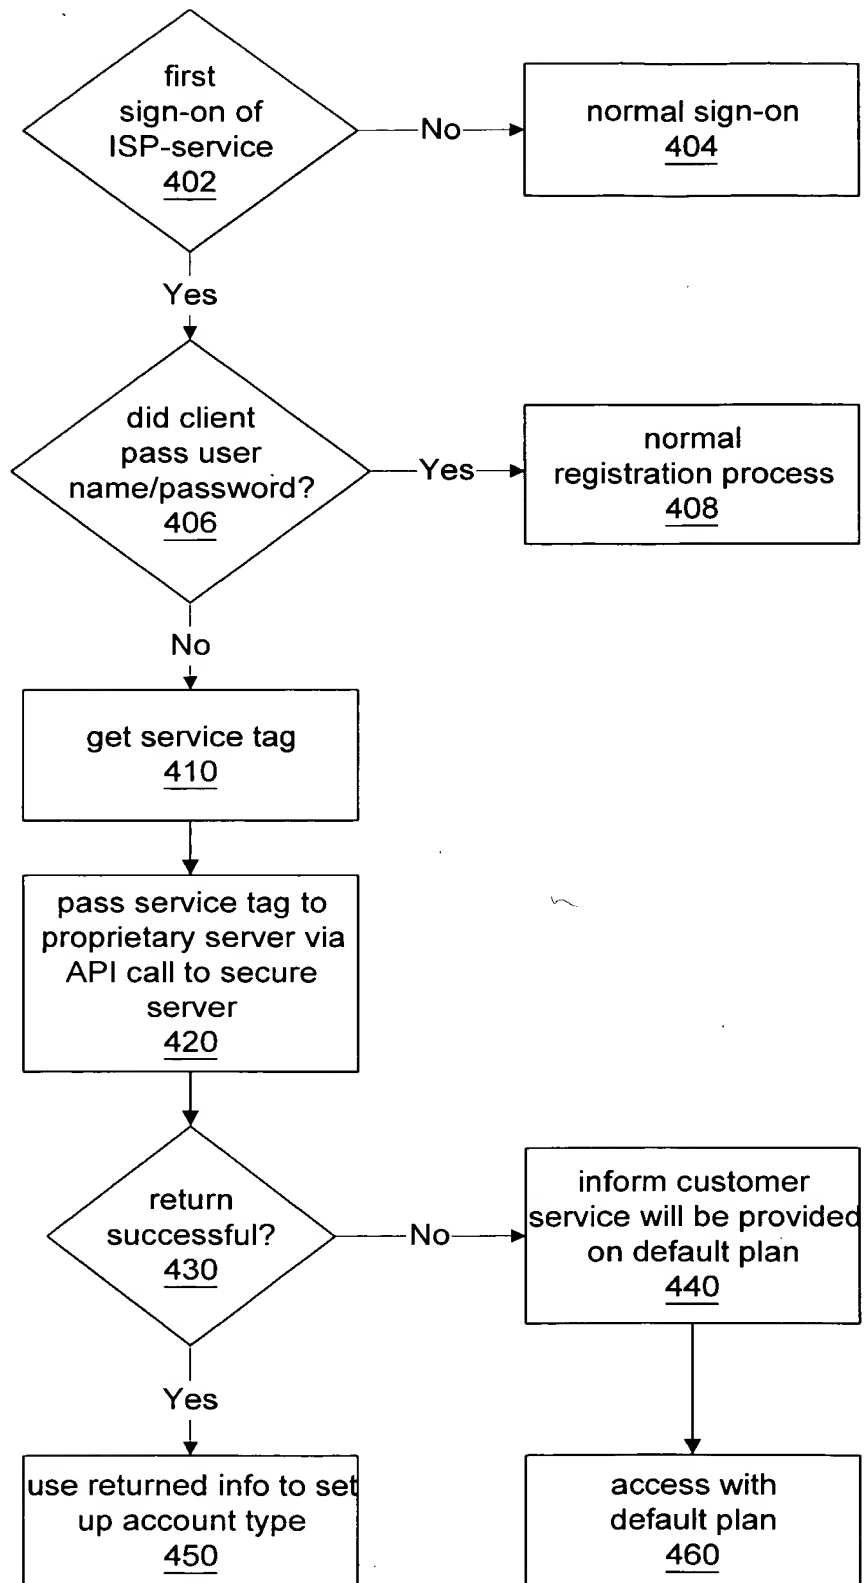 first
sign-on of
ISP-service
402
No
normal sign-on
404
Yes
did client
pass user
name/password?
406
Yes
normal
registration process
408
No
get service tag
410
pass service tag to
proprietary server via
API call to secure
server
420
return
successful?
430
No
inform customer
service will be provided
on default plan
440
Yes
use returned info to set
up account type
450
access with
default plan
460